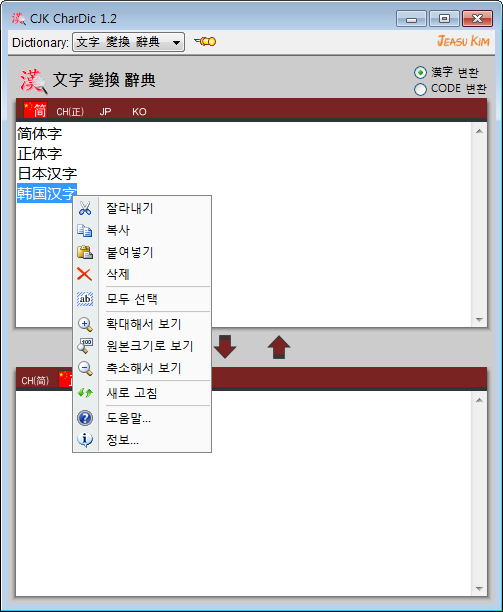 CJK CharDic 1.2
Dictionary: 文字 變換 辭典
JEASU KIM
漢 文字 變換 辭典
漢字 변환
CODE 변환
简 CH(正) JP KO
简体字
正体字
日本汉字
韩国汉字
잘라내기
복사
붙여넣기
삭제
ab 모두 선택
확대해서 보기
100 원본크기로 보기
축소해서 보기
새로 고침
도움말...
정보...
CH(简)